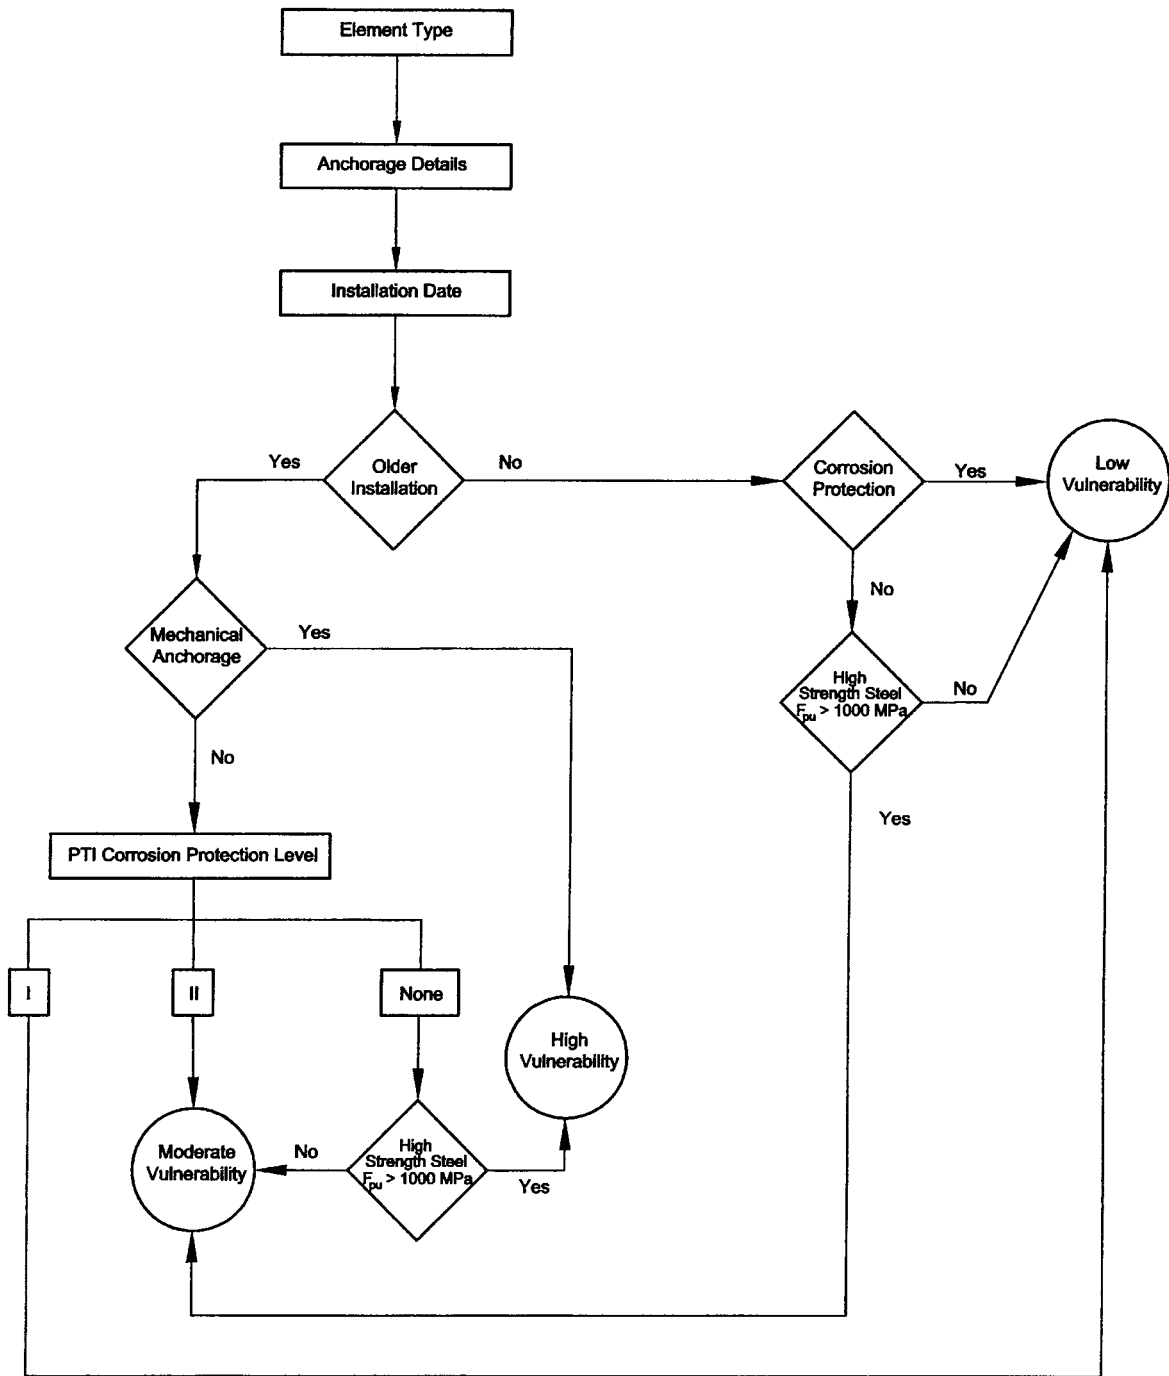 Element Type
Anchorage Details
Installation Date
Yes
Older
Installation
No
Corrosion
Protection
Yes
Low
Vulnerability
No
Mechanical
Anchorage
Yes
High
Strength Steel
Fpu > 1000 MPa
No
No
Yes
PTI Corrosion Protection Level
I
II
None
High
Vulnerability
Moderate
Vulnerability
No
High
Strength Steel
Fpu > 1000 MPa
Yes